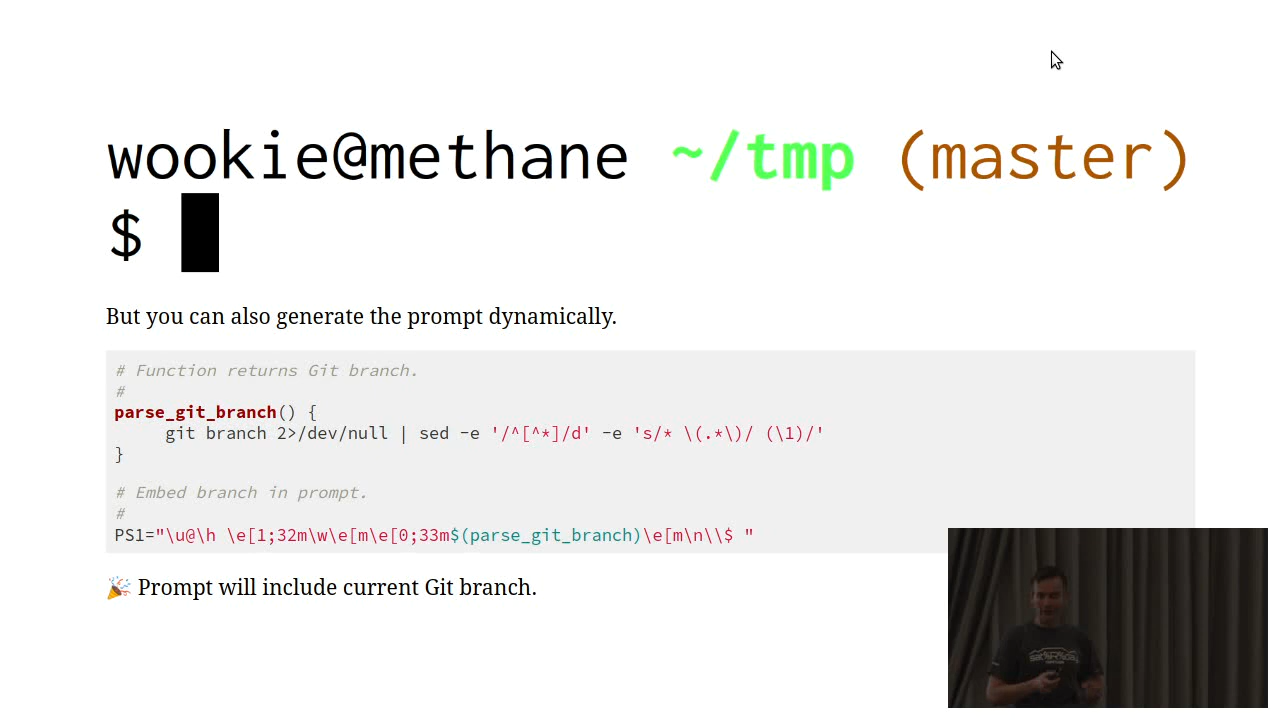 wookie@methane ~/tmp (master)
$
But you can also generate the prompt dynamically.
# Function returns Git branch.
#
parse_git_branch() {
git branch 2>/dev/null | sed -e '/^[^*]/d' -e 's/* \(.*\)/ (\1)/'
}
# Embed branch in prompt.
#
PS1="\u@\h \e[1;32m\w\e[m\e[0;33m$(parse_git_branch)\e[m\n\\$ "
🎉 Prompt will include current Git branch.